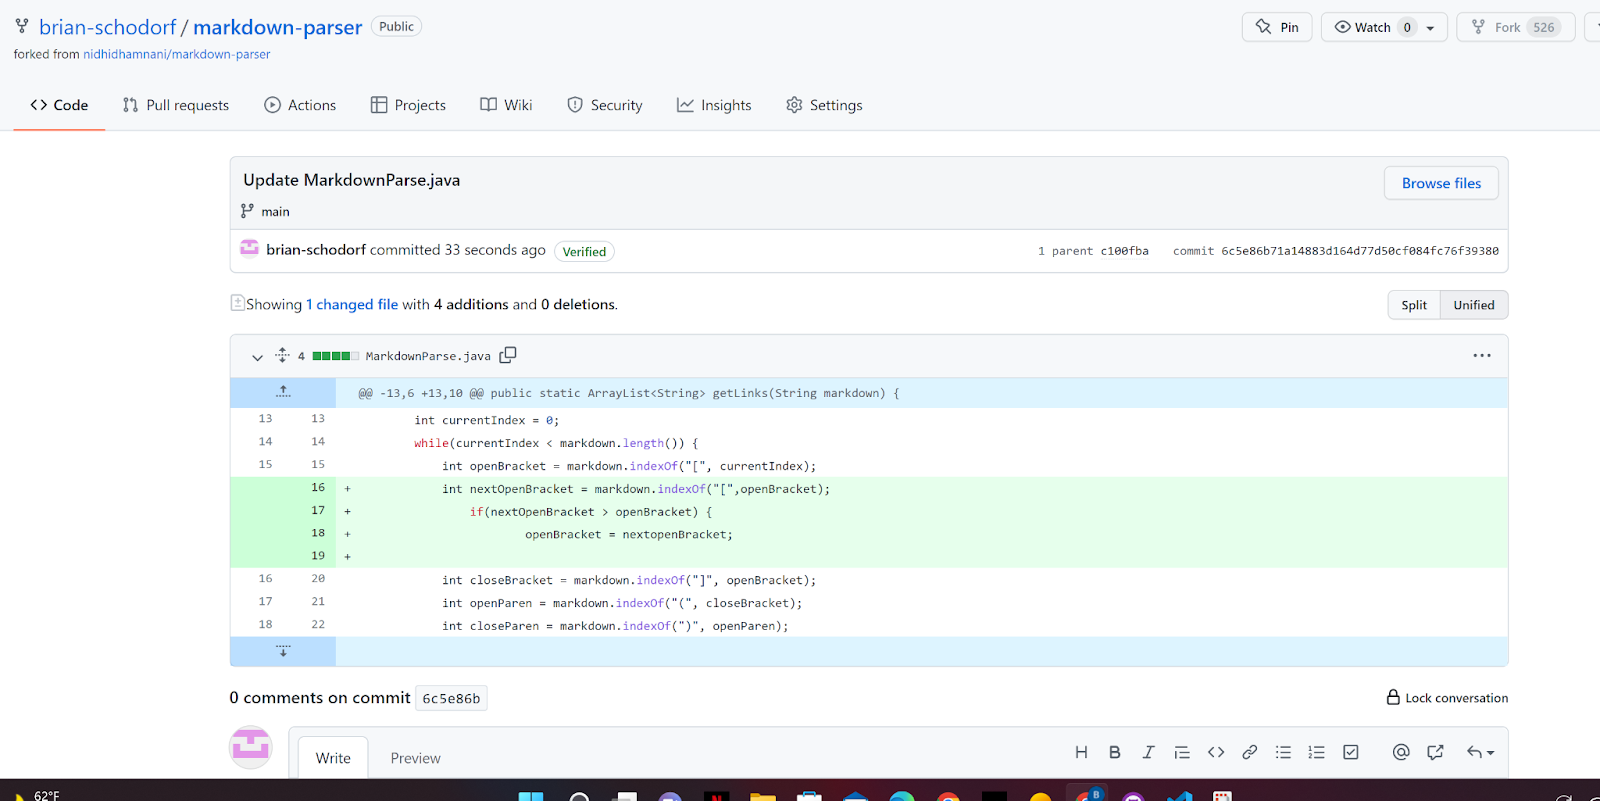 brian-schodorf / markdown-parser Public
Pin Watch 0 Fork 526
forked from nidhidhamnani/markdown-parser
Code Pull requests Actions Projects Wiki Security Insights Settings
Update MarkdownParse.java
Browse files
main
brian-schodorf committed 33 seconds ago Verified 1 parent c100fba commit 6c5e86b71a14883d164d77d50cf084fc76f39380
Showing 1 changed file with 4 additions and 0 deletions. Split Unified
4 MarkdownParse.java
@@ -13,6 +13,10 @@ public static ArrayList<String> getLinks(String markdown) {
13 13 int currentIndex = 0;
14 14 while(currentIndex < markdown.length()) {
15 15 int openBracket = markdown.indexOf("[", currentIndex);
16 + int nextOpenBracket = markdown.indexOf("[",openBracket);
17 + if(nextOpenBracket > openBracket) {
18 + openBracket = nextopenBracket;
19 +
16 20 int closeBracket = markdown.indexOf("]", openBracket);
17 21 int openParen = markdown.indexOf("(", closeBracket);
18 22 int closeParen = markdown.indexOf(")", openParen);
0 comments on commit 6c5e86b Lock conversation
Write Preview
62°F